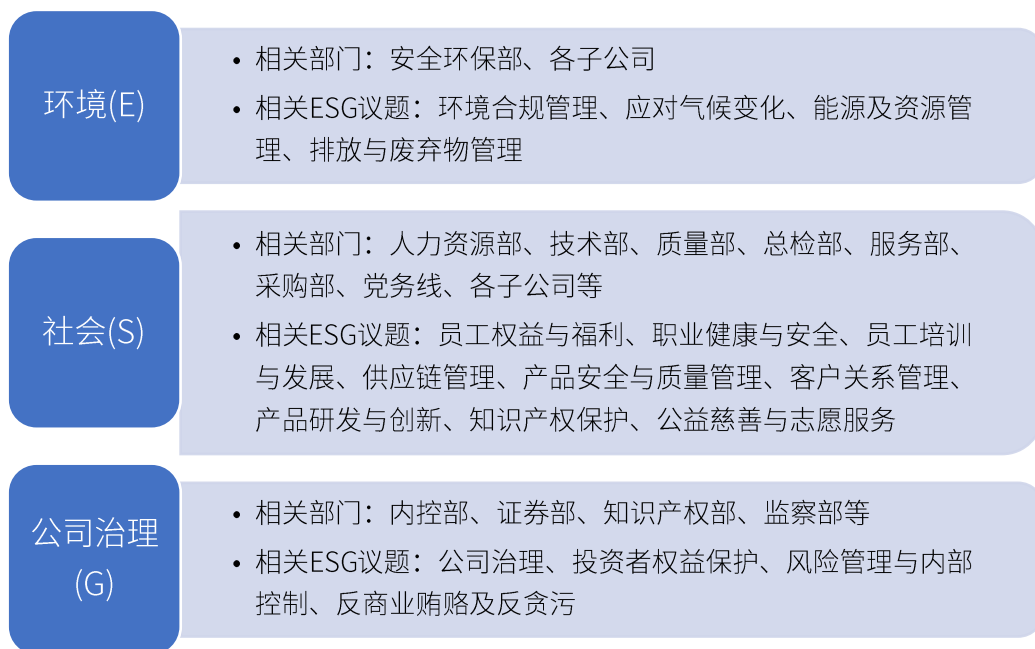 环境(E)
• 相关部门：安全环保部、各子公司
• 相关ESG议题：环境合规管理、应对气候变化、能源及资源管
理、排放与废弃物管理
社会(S)
• 相关部门：人力资源部、技术部、质量部、总检部、服务部、
采购部、党务线、各子公司等
• 相关ESG议题：员工权益与福利、职业健康与安全、员工培训
与发展、供应链管理、产品安全与质量管理、客户关系管理、
产品研发与创新、知识产权保护、公益慈善与志愿服务
公司治理
(G)
• 相关部门：内控部、证券部、知识产权部、监察部等
• 相关ESG议题：公司治理、投资者权益保护、风险管理与内部
控制、反商业贿赂及反贪污